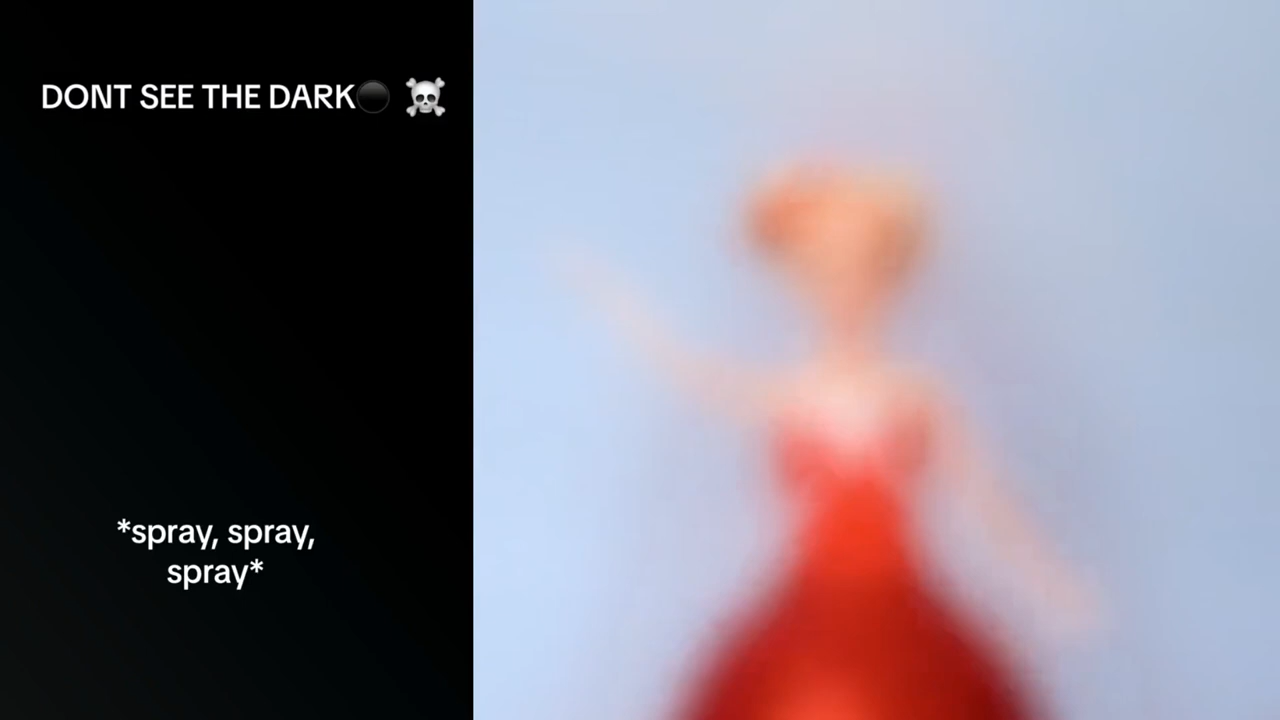 DONT SEE THE DARK⚫ ☠️
*spray, spray,
spray*